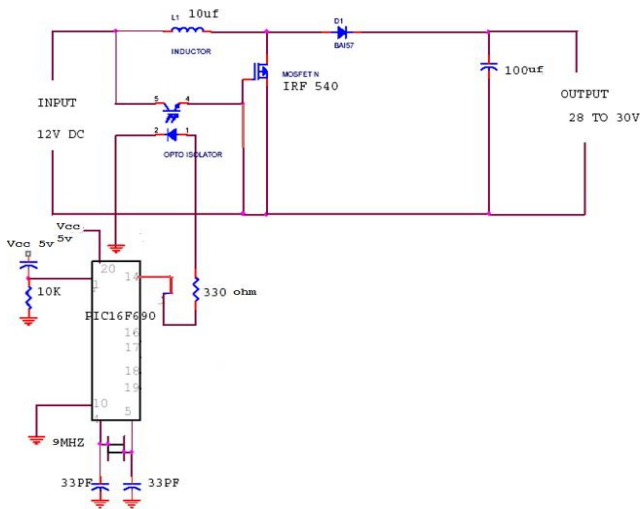 L1 10uf
D1
INDUCTOR
BAI57
MOSFET N
IRF 540
100uf
INPUT
12V DC
OUTPUT
28 TO 30V
5 4
2 1
OPTO ISOLATOR
Vcc
5v
Vcc 5v
20
1
14
10K
330 ohm
PIC16F690
16
17
18
19
10
4 5
9MHZ
33PF 33PF